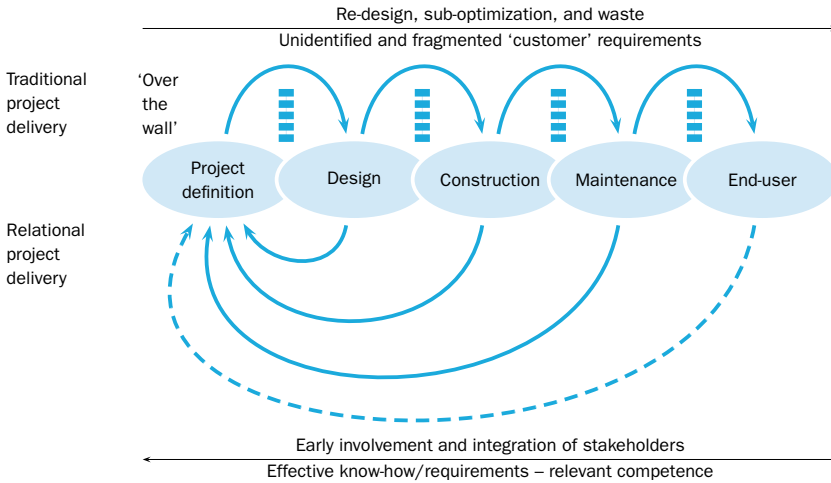 Re-design, sub-optimization, and waste
Unidentified and fragmented ‘customer’ requirements
Traditional
project
delivery
‘Over
the
wall’
Project
definition
Design
Construction
Maintenance
End-user
Relational
project
delivery
Early involvement and integration of stakeholders
Effective know-how/requirements – relevant competence